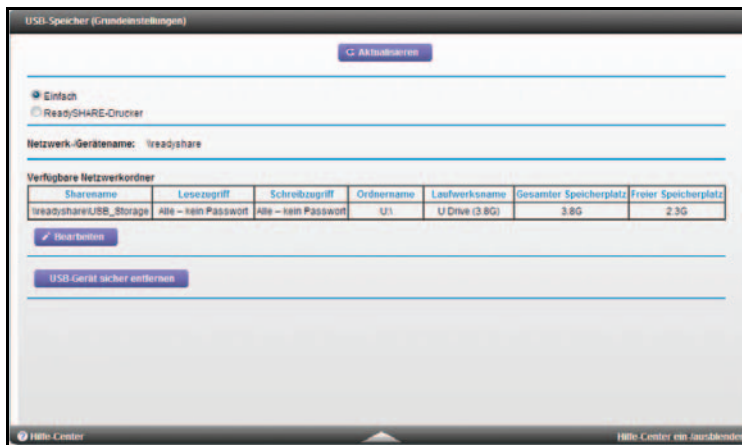 USB-Speicher (Grundeinstellungen)
Aktualisieren
Einfach
ReadySHARE-Drucker
Netzwerk-/Gerätename: \\readyshare
Verfügbare Netzwerkordner
Sharename Lesezugriff Schreibzugriff Ordnername Laufwerksname Gesamter Speicherplatz Freier Speicherplatz
\\readyshare\USB_Storage Alle – kein Passwort Alle – kein Passwort U:\ U Drive (3.8G) 3.8G 2.3G
Bearbeiten
USB-Gerät sicher entfernen
Hilfe-Center Hilfe-Center ein-/ausblenden